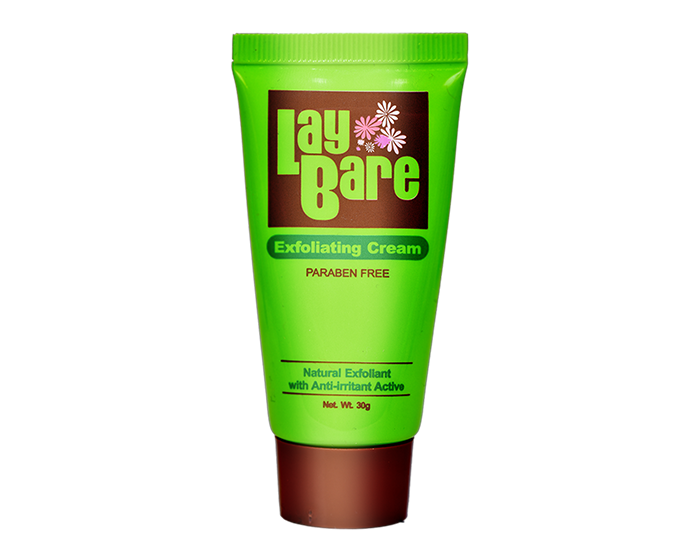 Lay
Bare
Exfoliating Cream
PARABEN FREE
Natural Exfoliant
with Anti-Irritant Active
Net. Wt. 30g